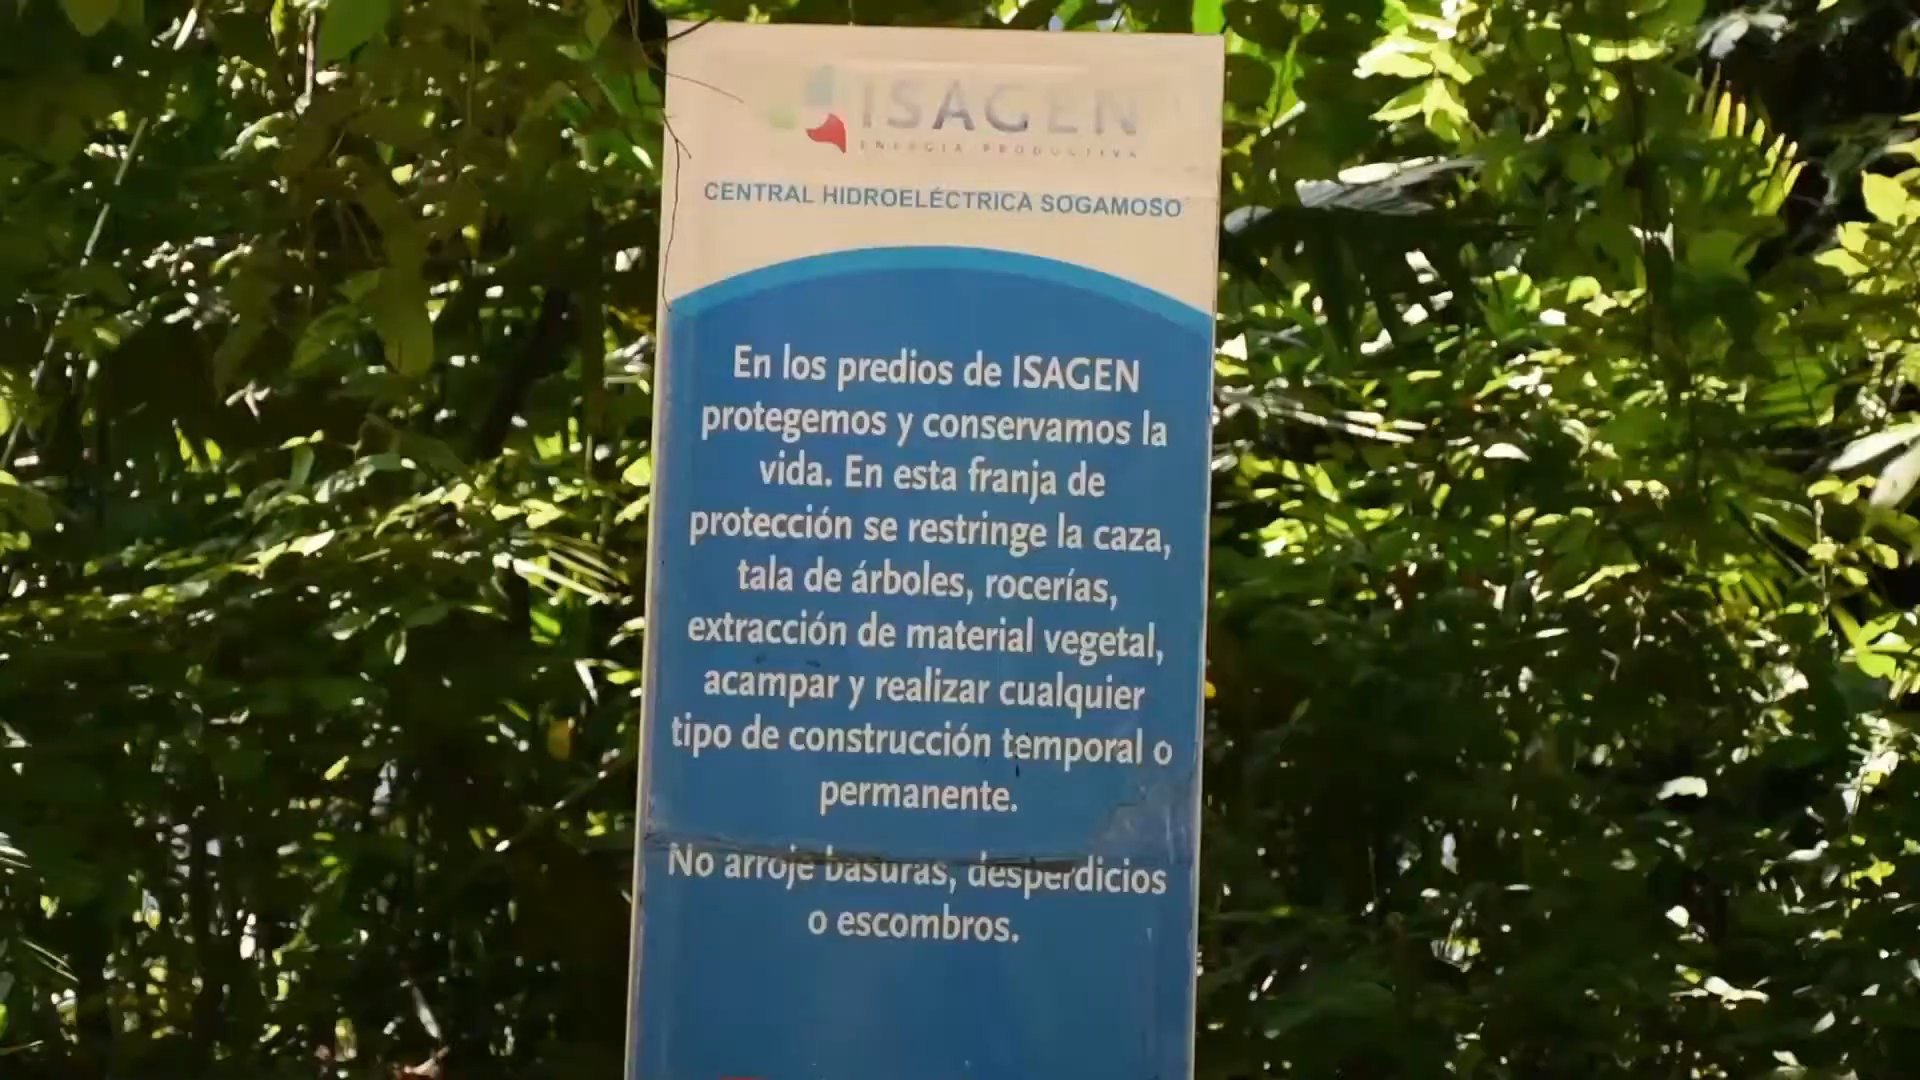 ISAGEN
ENERGÍA PRODUCTIVA
CENTRAL HIDROELÉCTRICA SOGAMOSO
En los predios de ISAGEN
protegemos y conservamos la
vida. En esta franja de
protección se restringe la caza,
tala de árboles, rocerías,
extracción de material vegetal,
acampar y realizar cualquier
tipo de construcción temporal o
permanente.
No arroje basuras, desperdicios
o escombros.